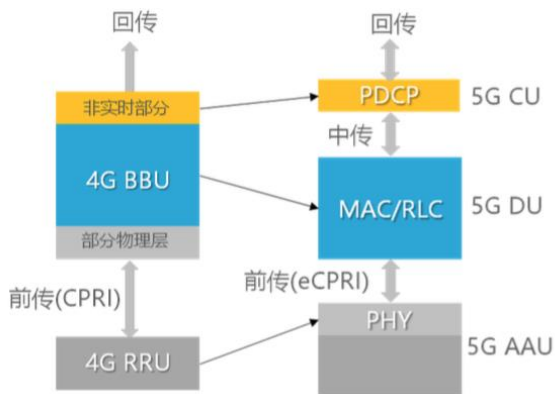 回传
非实时部分
4G BBU
部分物理层
前传(CPRI)
4G RRU
回传
PDCP
5G CU
中传
MAC/RLC
5G DU
前传(eCPRI)
PHY
5G AAU